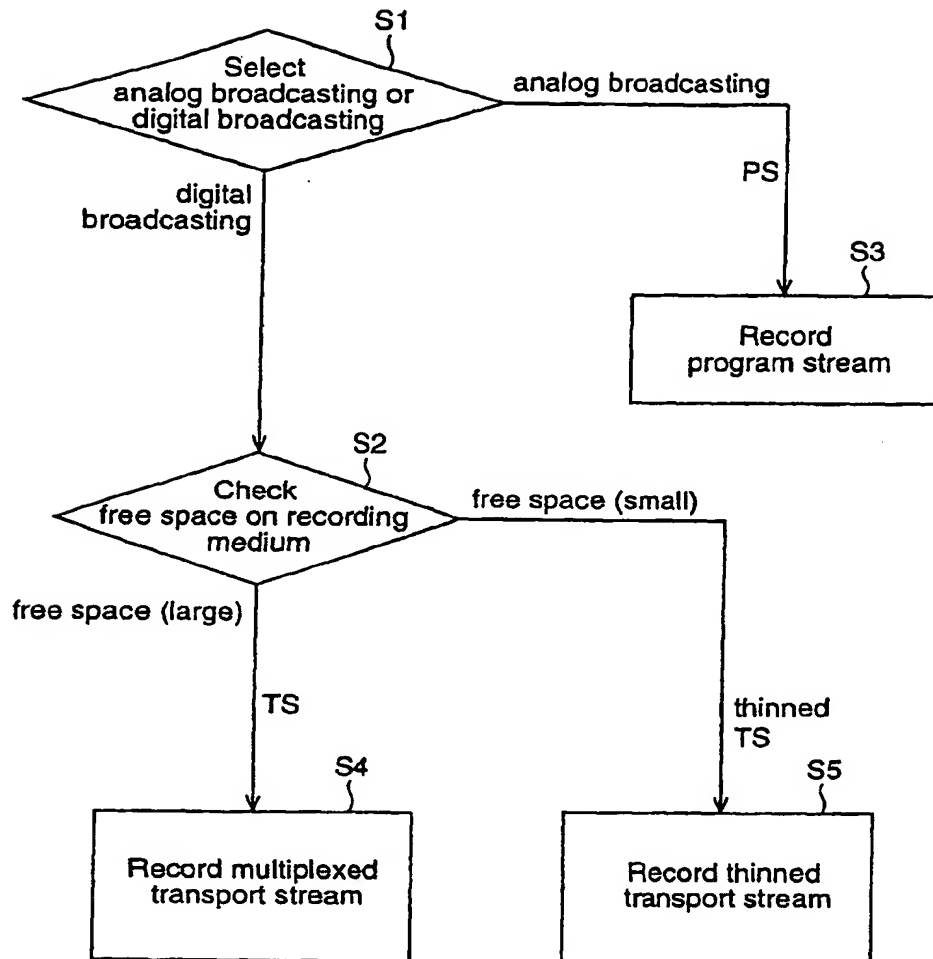 S1
Select
analog broadcasting or
digital broadcasting
analog broadcasting
digital
broadcasting
PS
S3
Record
program stream
S2
Check
free space on recording
medium
free space (small)
free space (large)
TS
thinned
TS
S4
S5
Record multiplexed
transport stream
Record thinned
transport stream